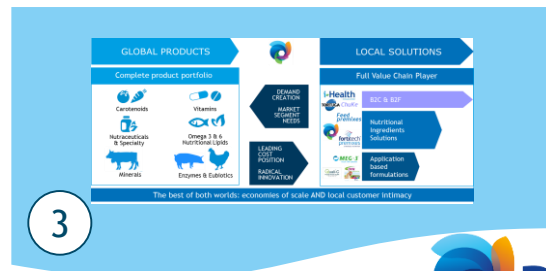 GLOBAL PRODUCTS
LOCAL SOLUTIONS
Complete product portfolio
Full Value Chain Player
Carotenoids
Vitamins
Nutraceuticals
& Specialty
Omega 3 & 6
Nutritional Lipids
Minerals
Enzymes & Eubiotics
DEMAND
CREATION
MARKET
SEGMENT
NEEDS
LEADING
COST
POSITION
RADICAL
INNOVATION
i-Health
B2C & B2F
Feed
premixes
fortitech
premixes
Nutritional
Ingredients
Solutions
MEG-3
Application
based
formulations
The best of both worlds: economies of scale AND local customer intimacy
3